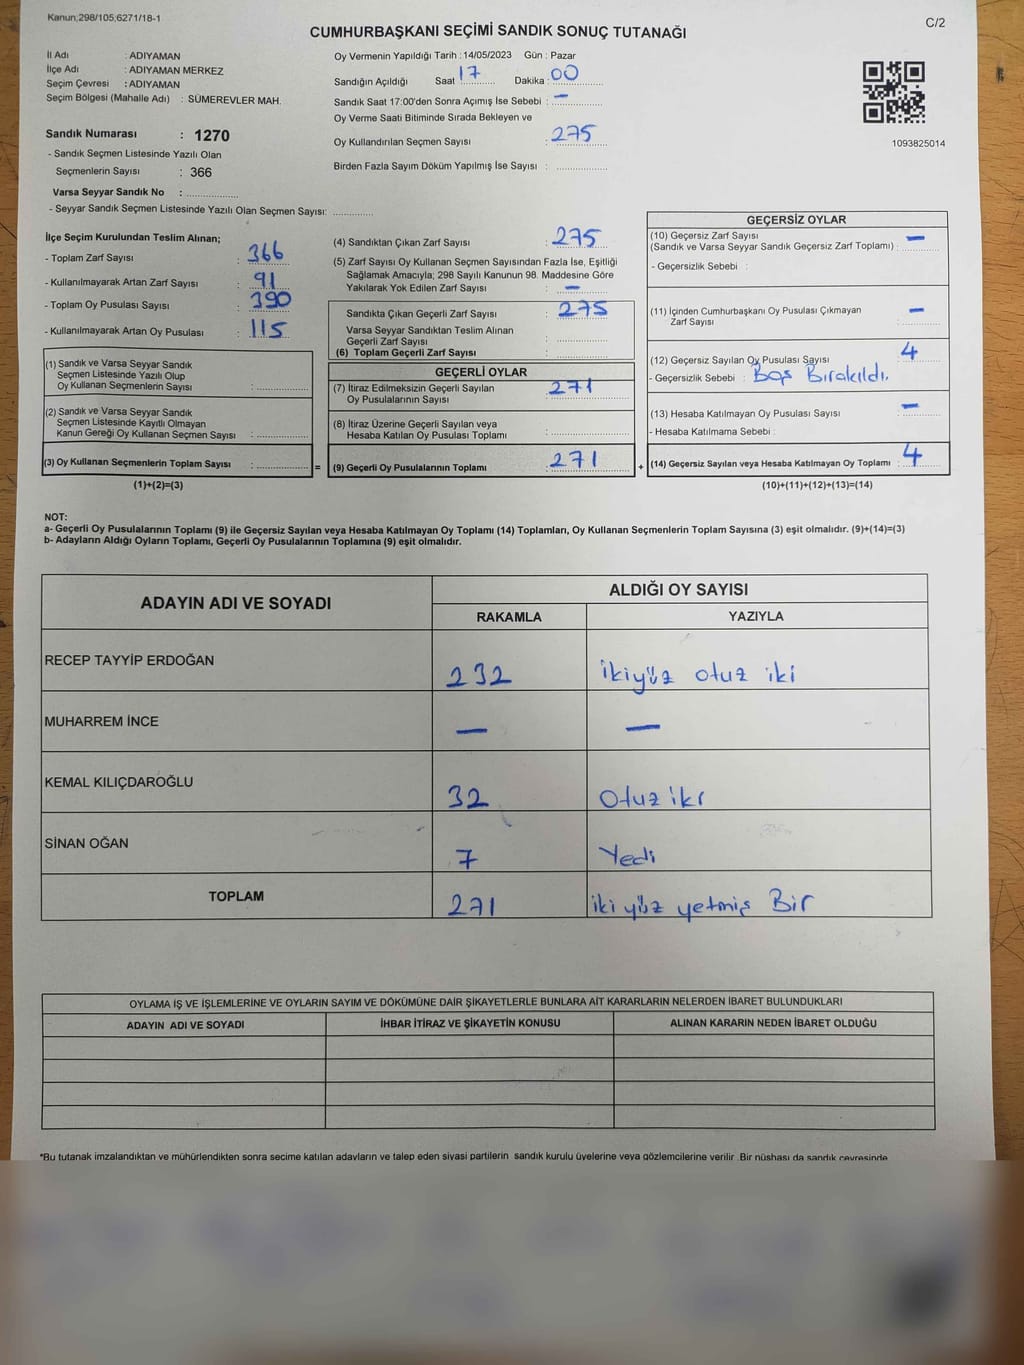 Kanun,298/105,6271/18-1
C/2
CUMHURBAŞKANI SEÇİMİ SANDIK SONUÇ TUTANAĞI
İl Adı : ADIYAMAN
İlçe Adı : ADIYAMAN MERKEZ
Seçim Çevresi : ADIYAMAN
Seçim Bölgesi (Mahalle Adı) : SÜMEREVLER MAH.
Sandık Numarası : 1270
- Sandık Seçmen Listesinde Yazılı Olan
Seçmenlerin Sayısı : 366
Varsa Seyyar Sandık No :
- Seyyar Sandık Seçmen Listesinde Yazılı Olan Seçmen Sayısı:
Oy Vermenin Yapıldığı Tarih :14/05/2023 Gün : Pazar
Sandığın Açıldığı Saat 17 Dakika 00
Sandık Saat 17:00'den Sonra Açımış İse Sebebi : –
Oy Verme Saati Bitiminde Sırada Bekleyen ve
Oy Kullandırılan Seçmen Sayısı : 275
Birden Fazla Sayım Döküm Yapılmış İse Sayısı :
1093825014
İlçe Seçim Kurulundan Teslim Alınan;
- Toplam Zarf Sayısı : 366
- Kullanılmayarak Artan Zarf Sayısı : 91
- Toplam Oy Pusulası Sayısı : 390
- Kullanılmayarak Artan Oy Pusulası : 115
(1) Sandık ve Varsa Seyyar Sandık
Seçmen Listesinde Yazılı Olup
Oy Kullanan Seçmenlerin Sayısı :
(2) Sandık ve Varsa Seyyar Sandık
Seçmen Listesinde Kayıtlı Olmayan
Kanun Gereği Oy Kullanan Seçmen Sayısı :
(3) Oy Kullanan Seçmenlerin Toplam Sayısı :
(1)+(2)=(3)
=
(4) Sandıktan Çıkan Zarf Sayısı : 275
(5) Zarf Sayısı Oy Kullanan Seçmen Sayısından Fazla İse, Eşitliği
Sağlamak Amacıyla; 298 Sayılı Kanunun 98. Maddesine Göre
Yakılarak Yok Edilen Zarf Sayısı : –
Sandıkta Çıkan Geçerli Zarf Sayısı : 275
Varsa Seyyar Sandıktan Teslim Alınan
Geçerli Zarf Sayısı :
(6) Toplam Geçerli Zarf Sayısı :
GEÇERLİ OYLAR
(7) İtiraz Edilmeksizin Geçerli Sayılan
Oy Pusulalarının Sayısı : 271
(8) İtiraz Üzerine Geçerli Sayılan veya
Hesaba Katılan Oy Pusulası Toplamı :
(9) Geçerli Oy Pusulalarının Toplamı : 271
+
GEÇERSİZ OYLAR
(10) Geçersiz Zarf Sayısı
(Sandık ve Varsa Seyyar Sandık Geçersiz Zarf Toplamı) : –
- Geçersizlik Sebebi :
(11) İçinden Cumhurbaşkanı Oy Pusulası Çıkmayan
Zarf Sayısı : –
(12) Geçersiz Sayılan Oy Pusulası Sayısı : 4
- Geçersizlik Sebebi : Boş Bırakıldı.
(13) Hesaba Katılmayan Oy Pusulası Sayısı : –
- Hesaba Katılmama Sebebi :
(14) Geçersiz Sayılan veya Hesaba Katılmayan Oy Toplamı : 4
(10)+(11)+(12)+(13)=(14)
NOT:
a- Geçerli Oy Pusulalarının Toplamı (9) ile Geçersiz Sayılan veya Hesaba Katılmayan Oy Toplamı (14) Toplamları, Oy Kullanan Seçmenlerin Toplam Sayısına (3) eşit olmalıdır. (9)+(14)=(3)
b- Adayların Aldığı Oyların Toplamı, Geçerli Oy Pusulalarının Toplamına (9) eşit olmalıdır.
ADAYIN ADI VE SOYADI
ALDIĞI OY SAYISI
RAKAMLA YAZIYLA
RECEP TAYYİP ERDOĞAN 232 ikiyüz otuz iki
MUHARREM İNCE – –
KEMAL KILIÇDAROĞLU 32 Otuz iki
SİNAN OĞAN 7 Yedi
TOPLAM 271 iki yüz yetmiş Bir
OYLAMA İŞ VE İŞLEMLERİNE VE OYLARIN SAYIM VE DÖKÜMÜNE DAİR ŞİKAYETLERLE BUNLARA AİT KARARLARIN NELERDEN İBARET BULUNDUKLARI
ADAYIN ADI VE SOYADI İHBAR İTİRAZ VE ŞİKAYETİN KONUSU ALINAN KARARIN NEDEN İBARET OLDUĞU
*Bu tutanak imzalandıktan ve mühürlendikten sonra seçime katılan adayların ve talep eden siyasi partilerin sandık kurulu üyelerine veya gözlemcilerine verilir .Bir nüshası da sandık çevresinde